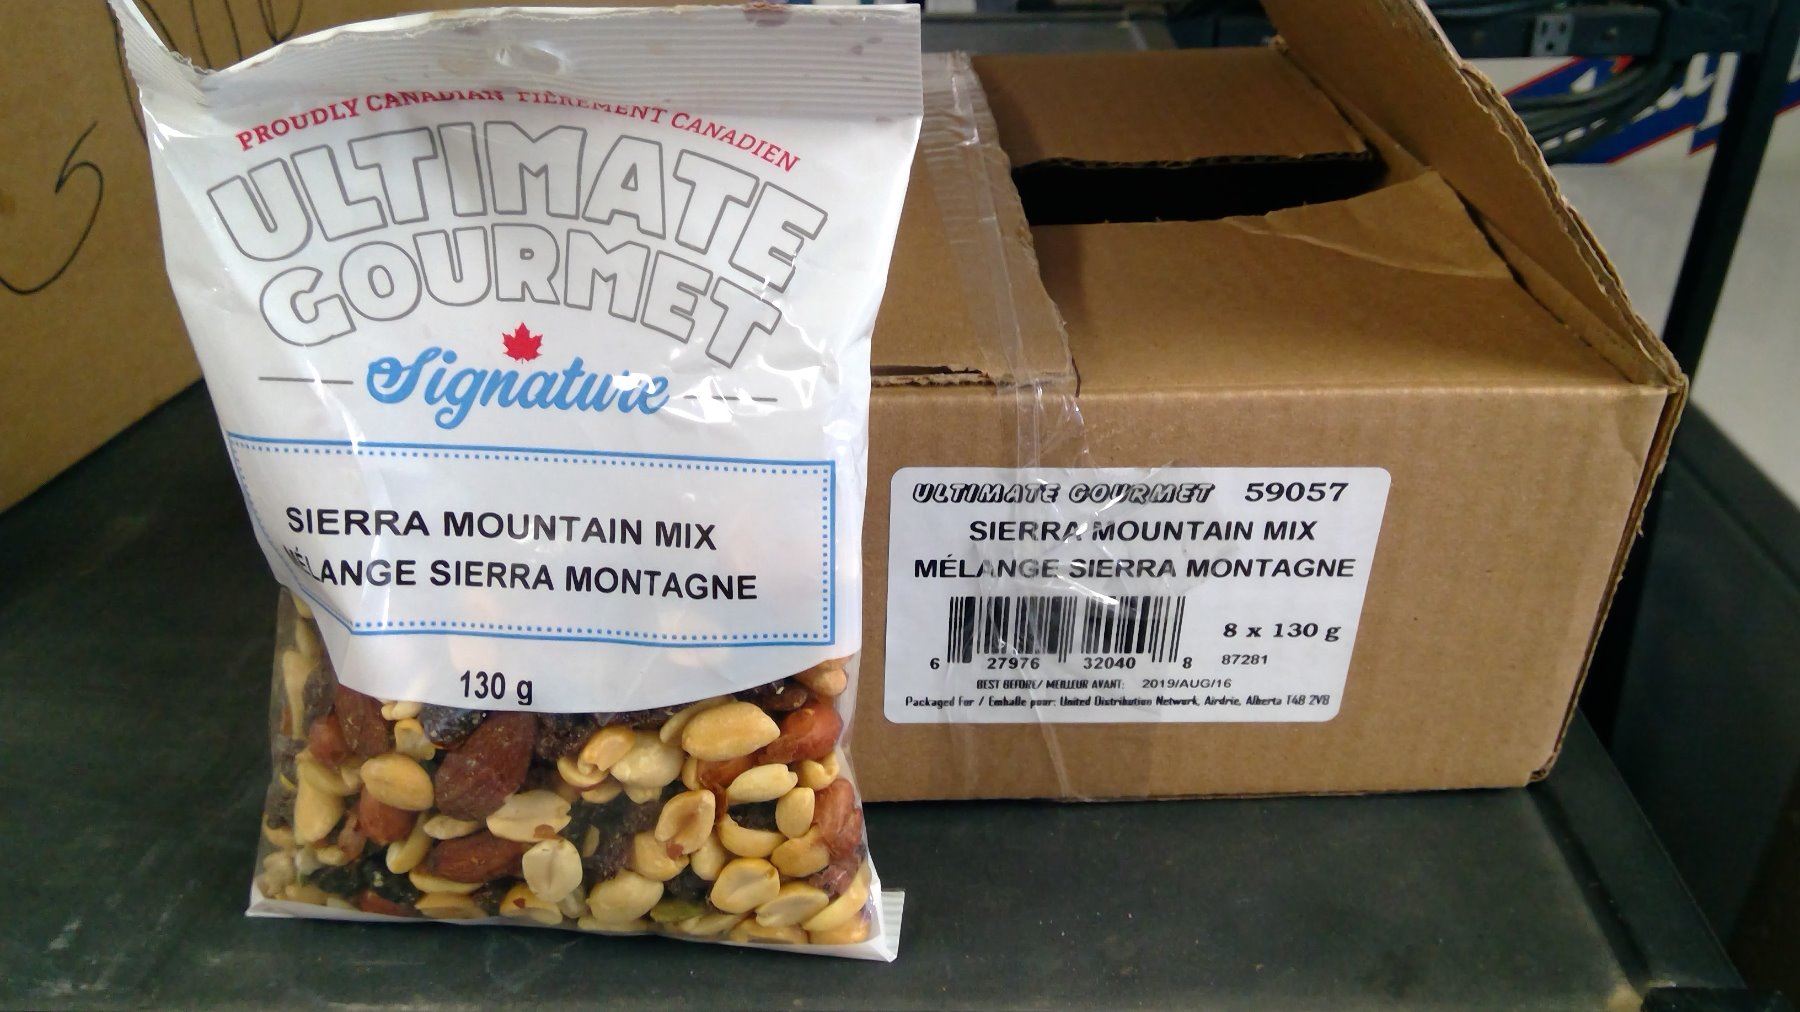 PROUDLY CANADIAN FIÈREMENT CANADIEN
ULTIMATE
GOURMET
Signature
SIERRA MOUNTAIN MIX
MÉLANGE SIERRA MONTAGNE
130 g
ULTIMATE GOURMET 59057
SIERRA MOUNTAIN MIX
MÉLANGE SIERRA MONTAGNE
8 x 130 g
6 27976 32040 8 87281
BEST BEFORE/ MEILLEUR AVANT: 2019/AUG/16
Packaged for / Emballe pour: United Distribution Network, Airdrie, Alberta T4B 2V8